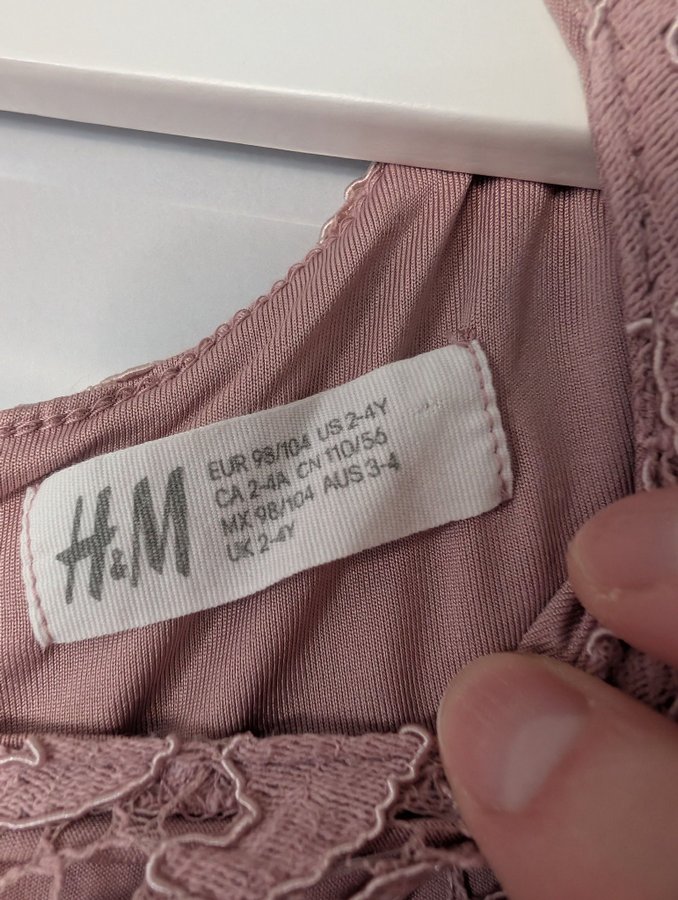 H&M
EUR 98/104 US 2-4Y
CA 2-4A CN 110/56
MX 98/104 AUS 3-4
UK 2-4Y